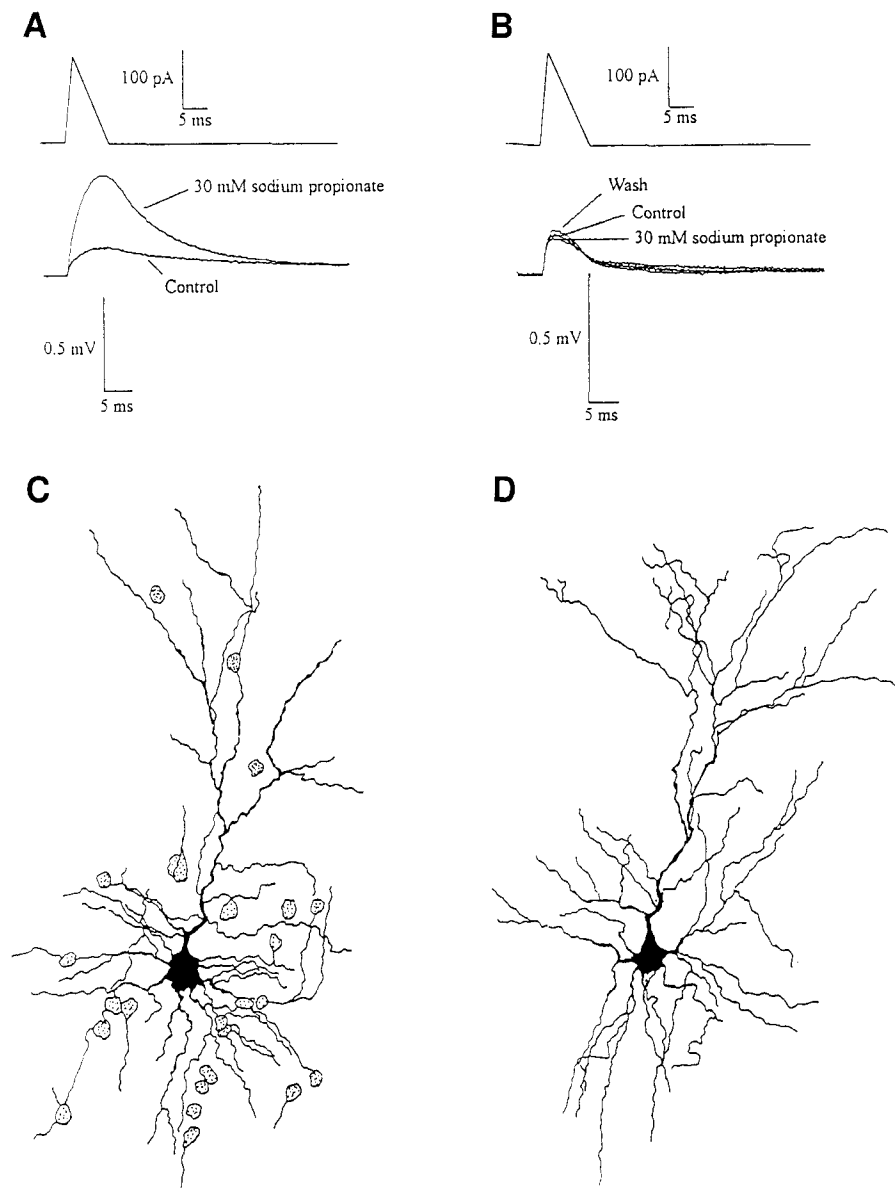 A
100 pA
5 ms
30 mM sodium propionate
Control
0.5 mV
5 ms
B
100 pA
5 ms
Wash
Control
30 mM sodium propionate
0.5 mV
5 ms
C
D